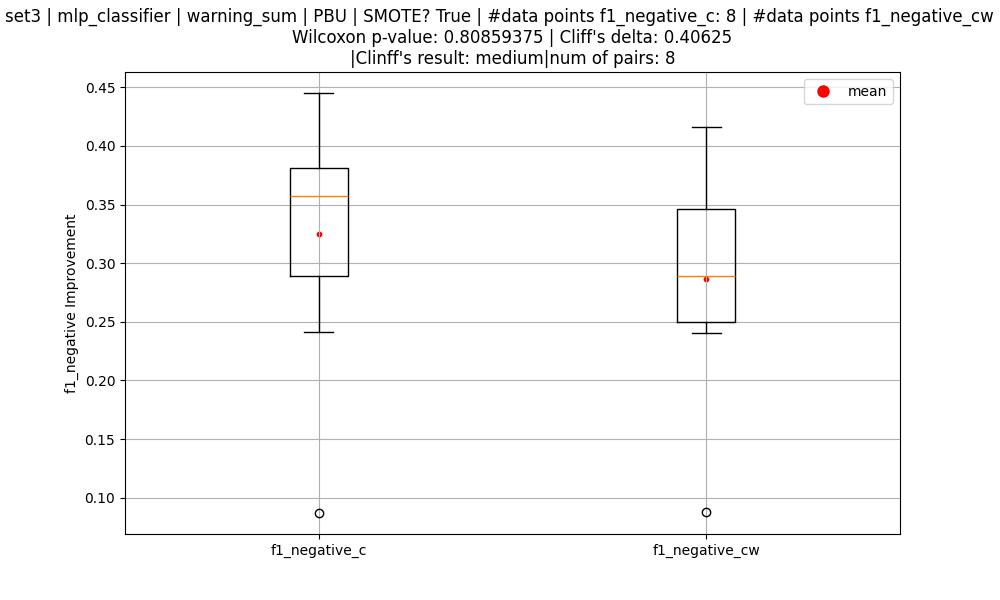 set3 | mlp_classifier | warning_sum | PBU | SMOTE? True | #data points f1_negative_c: 8 | #data points f1_negative_cw
Wilcoxon p-value: 0.80859375 | Cliff's delta: 0.40625
|Clinff's result: medium|num of pairs: 8
mean
0.45
0.40
0.35
0.30
0.25
0.20
0.15
0.10
f1_negative Improvement
f1_negative_c
f1_negative_cw